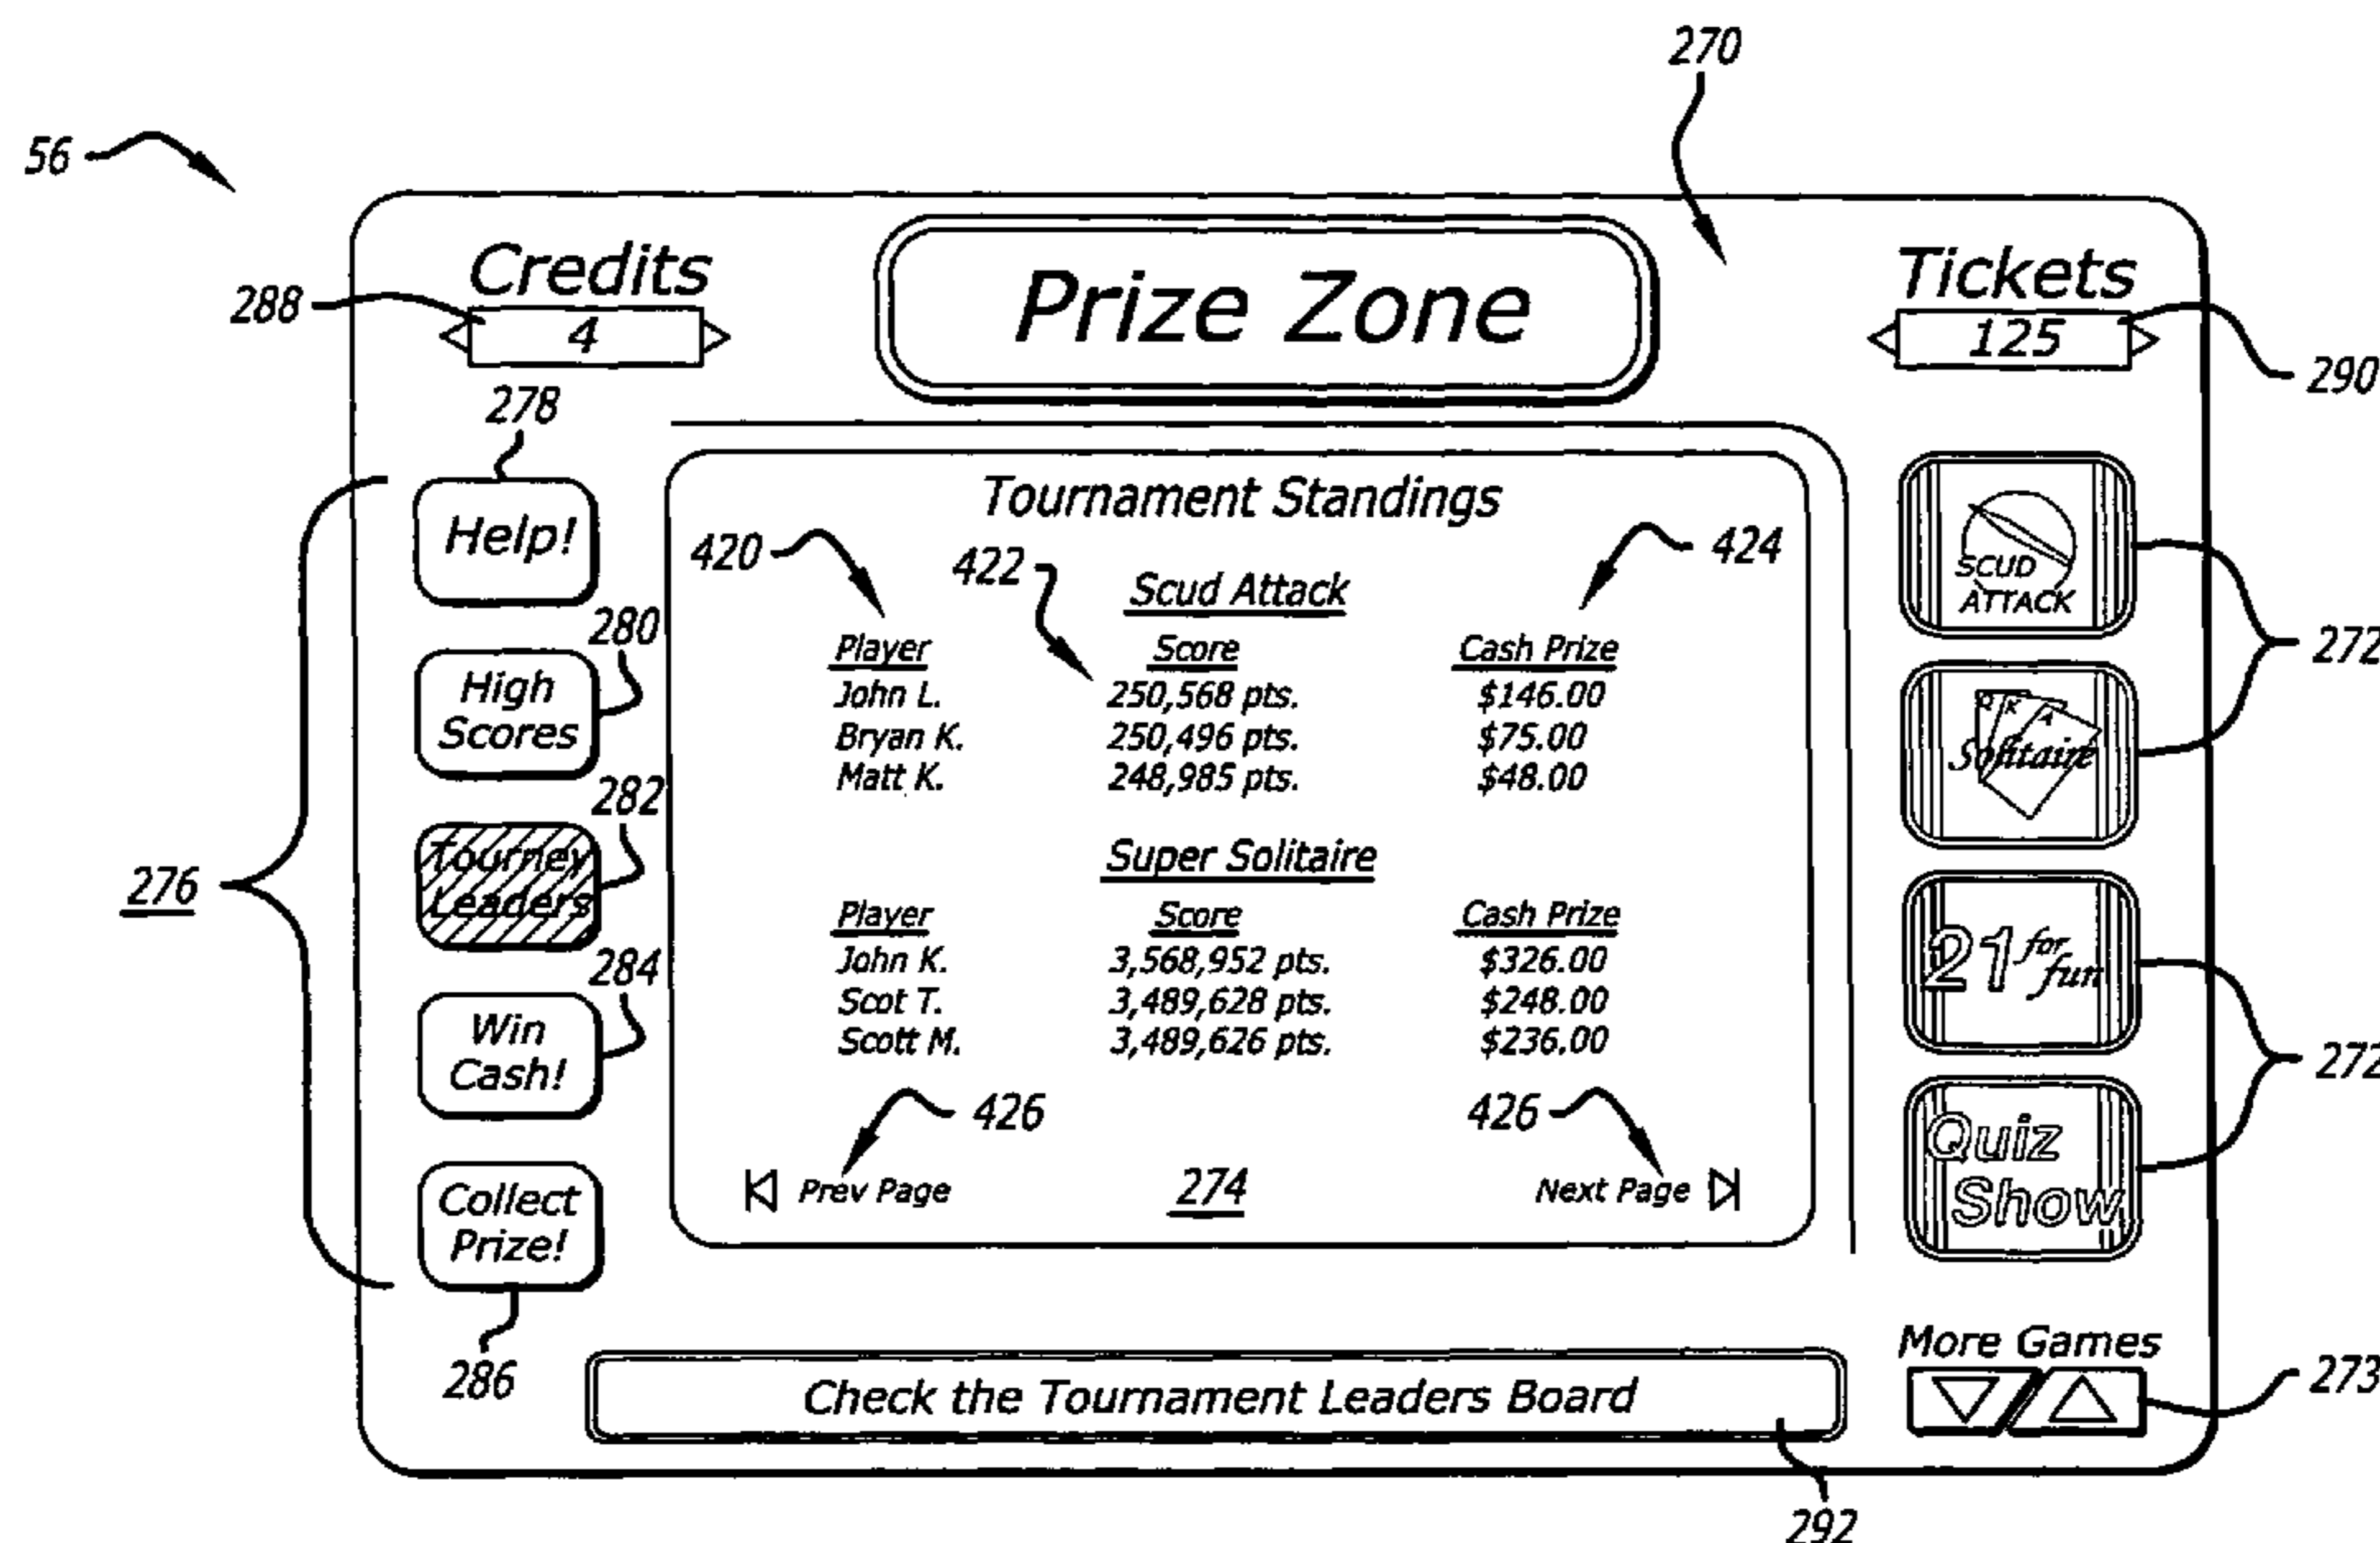 270
56
Credits
Prize Zone
Tickets
288
4
125
290
278
Help!
280
High
Scores
282
Tourney
Leaders
276
284
Win
Cash!
Collect
Prize!
286
Tournament Standings
420
422
424
Scud Attack
Player Score Cash Prize
John L. 250,568 pts. $146.00
Bryan K. 250,496 pts. $75.00
Matt K. 248,985 pts. $48.00
Super Solitaire
Player Score Cash Prize
John K. 3,568,952 pts. $326.00
Scot T. 3,489,628 pts. $248.00
Scott M. 3,489,626 pts. $236.00
426
426
Prev Page 274 Next Page
SCUD
ATTACK
272
Q K A
Solitaire
21 for
fun
272
Quiz
Show
More Games
273
Check the Tournament Leaders Board
292